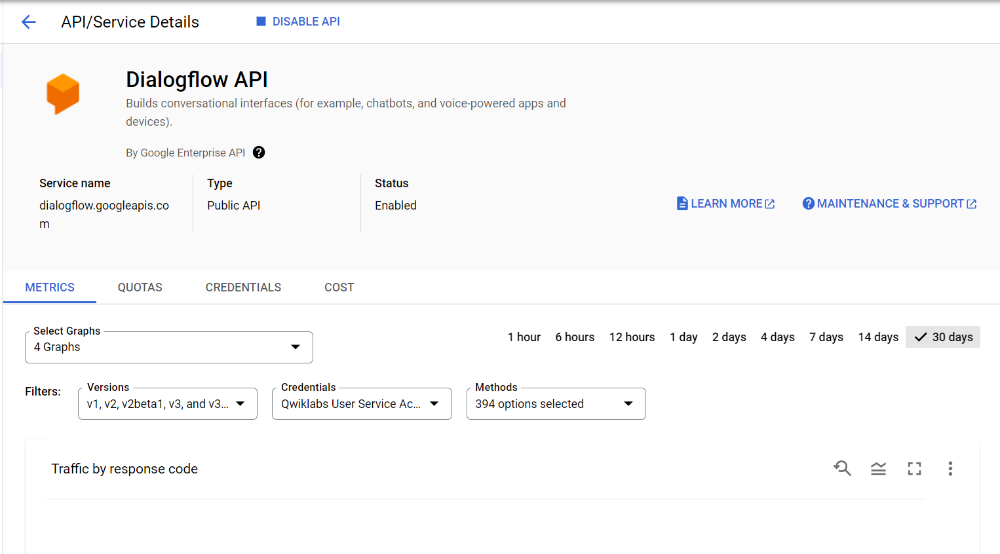 API/Service Details
DISABLE API
Dialogflow API
Builds conversational interfaces (for example, chatbots, and voice-powered apps and
devices).
By Google Enterprise API
Service name
dialogflow.googleapis.co
m
Type
Public API
Status
Enabled
LEARN MORE
MAINTENANCE & SUPPORT
METRICS QUOTAS CREDENTIALS COST
Select Graphs
4 Graphs
1 hour 6 hours 12 hours 1 day 2 days 4 days 7 days 14 days 30 days
Filters:
Versions
v1, v2, v2beta1, v3, and v3...
Credentials
Qwiklabs User Service Ac...
Methods
394 options selected
Traffic by response code